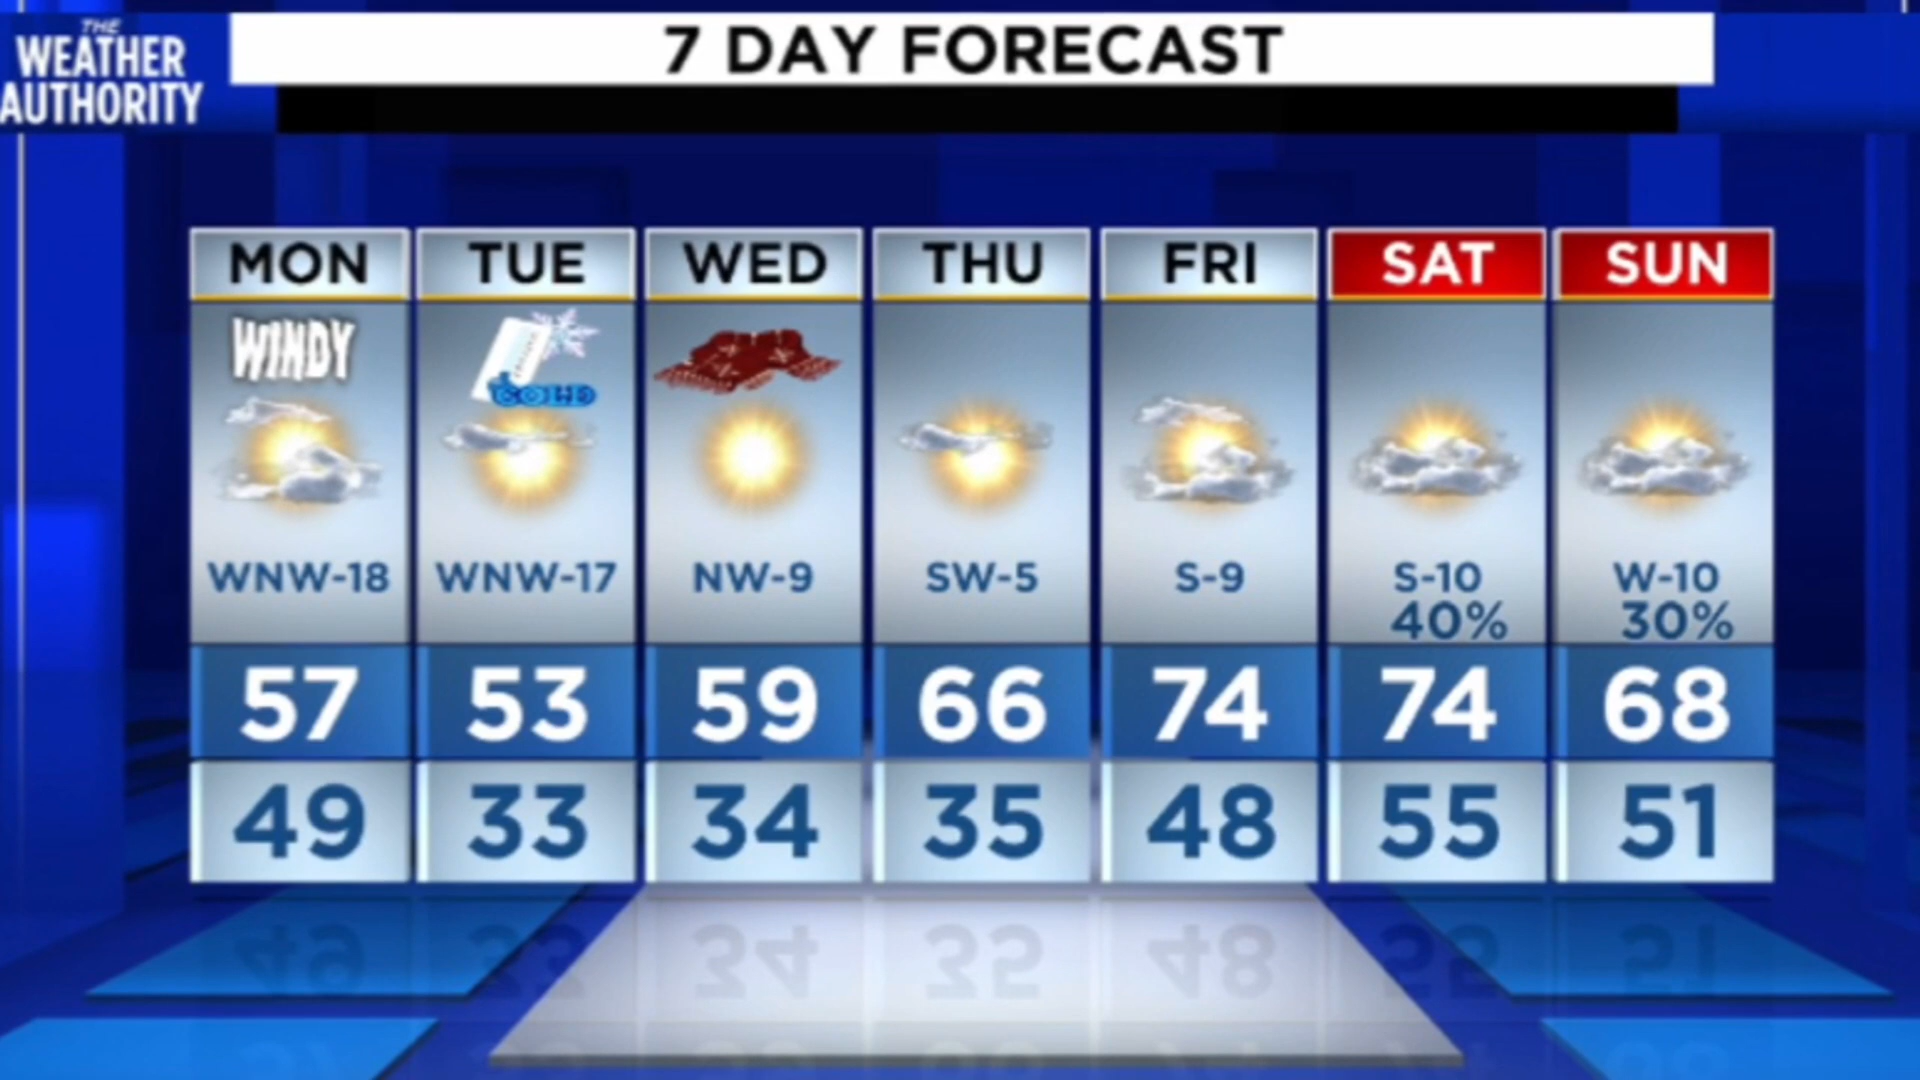 THE
WEATHER
AUTHORITY
7 DAY FORECAST
MON TUE WED THU FRI SAT SUN
WINDY
WNW-18 WNW-17 NW-9 SW-5 S-9 S-10 W-10
40% 30%
57 53 59 66 74 74 68
49 33 34 35 48 55 51